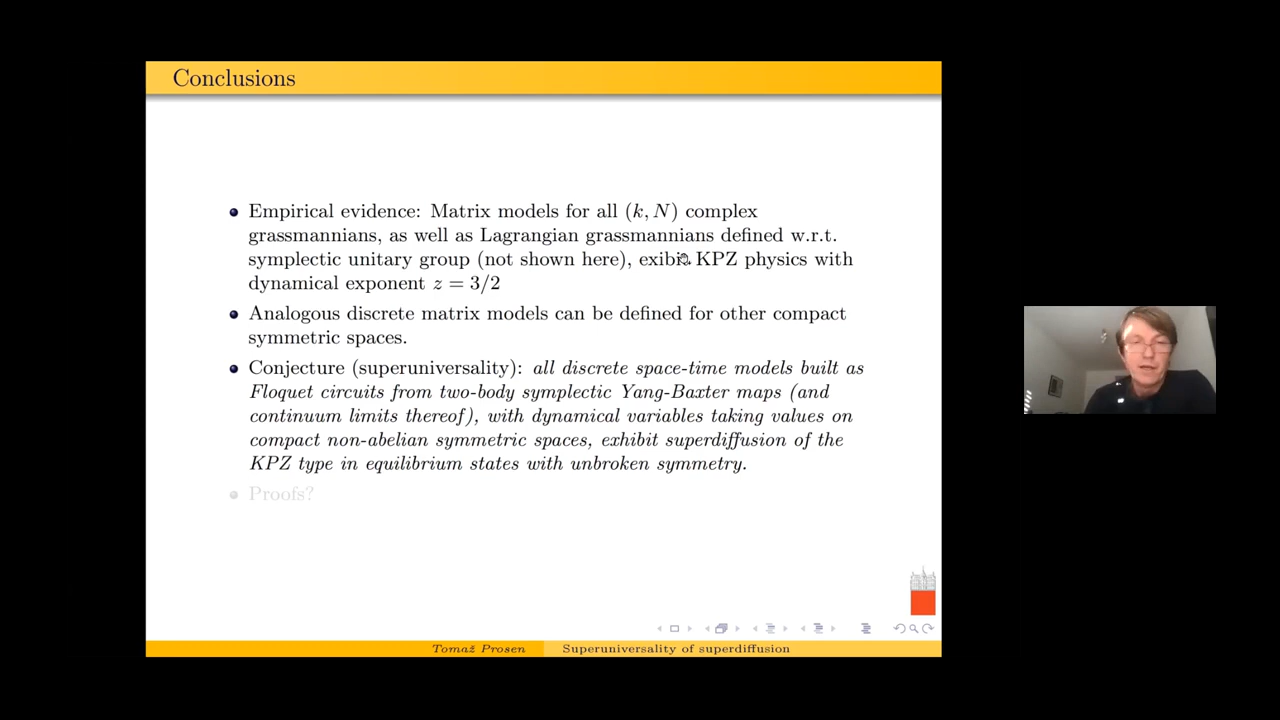 Conclusions
Empirical evidence: Matrix models for all (k, N) complex
grassmannians, as well as Lagrangian grassmannians defined w.r.t.
symplectic unitary group (not shown here), exibit KPZ physics with
dynamical exponent z = 3/2
Analogous discrete matrix models can be defined for other compact
symmetric spaces.
Conjecture (superuniversality): all discrete space-time models built as
Floquet circuits from two-body symplectic Yang-Baxter maps (and
continuum limits thereof), with dynamical variables taking values on
compact non-abelian symmetric spaces, exhibit superdiffusion of the
KPZ type in equilibrium states with unbroken symmetry.
Proofs?
Tomaž Prosen Superuniversality of superdiffusion